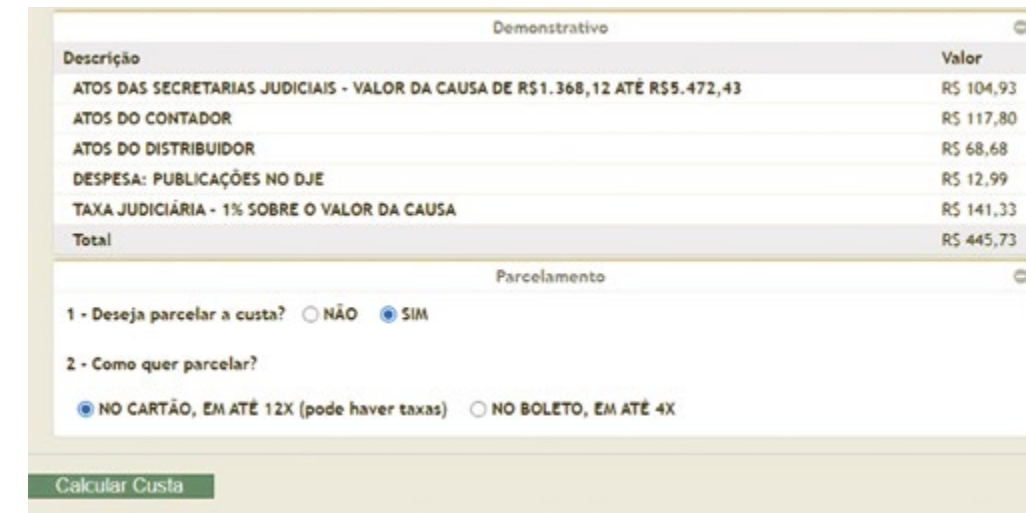 Demonstrativo
Descrição Valor
ATOS DAS SECRETARIAS JUDICIAIS - VALOR DA CAUSA DE R$1.368,12 ATÉ R$5.472,43 R$ 104,93
ATOS DO CONTADOR R$ 117,80
ATOS DO DISTRIBUIDOR R$ 68,68
DESPESA: PUBLICAÇÕES NO DJE R$ 12,99
TAXA JUDICIÁRIA - 1% SOBRE O VALOR DA CAUSA R$ 141,33
Total R$ 445,73
Parcelamento
1 - Deseja parcelar a custa? NÃO SIM
2 - Como quer parcelar?
NO CARTÃO, EM ATÉ 12X (pode haver taxas) NO BOLETO, EM ATÉ 4X
Calcular Custa